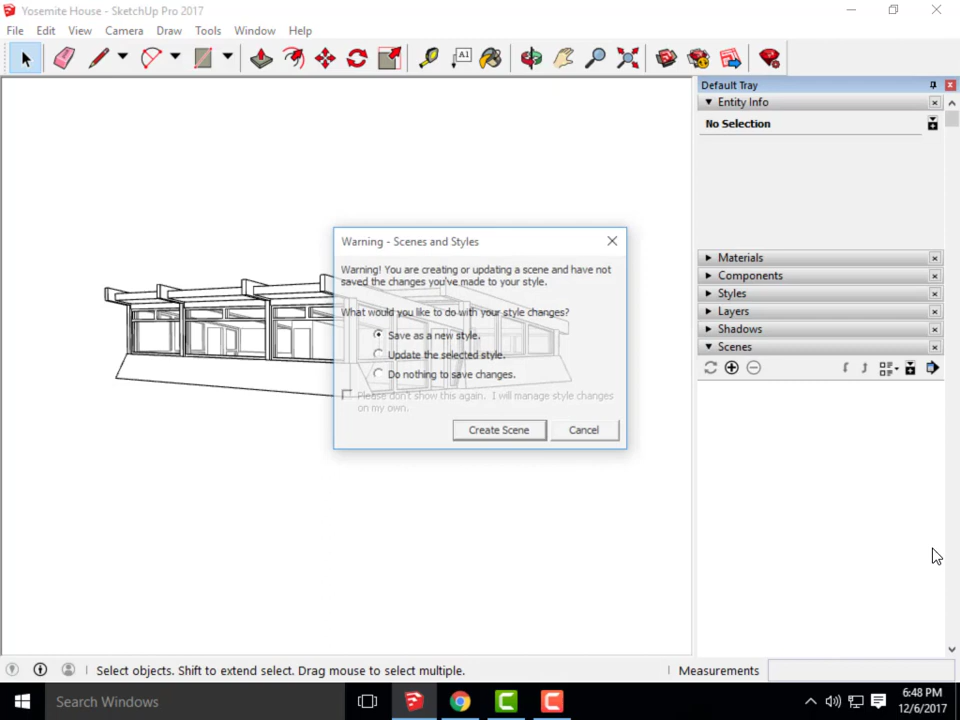 Yosemite House - SketchUp Pro 2017
File Edit View Camera Draw Tools Window Help
A1
Default Tray
Entity Info
No Selection
Warning - Scenes and Styles
Warning! You are creating or updating a scene and have not
saved the changes you've made to your style.
What would you like to do with your style changes?
Save as a new style.
Update the selected style.
Do nothing to save changes.
Please don't show this again. I will manage style changes
on my own.
Create Scene Cancel
Materials
Components
Styles
Layers
Shadows
Scenes
Select objects. Shift to extend select. Drag mouse to select multiple.
Measurements
Search Windows
6:48 PM
12/6/2017